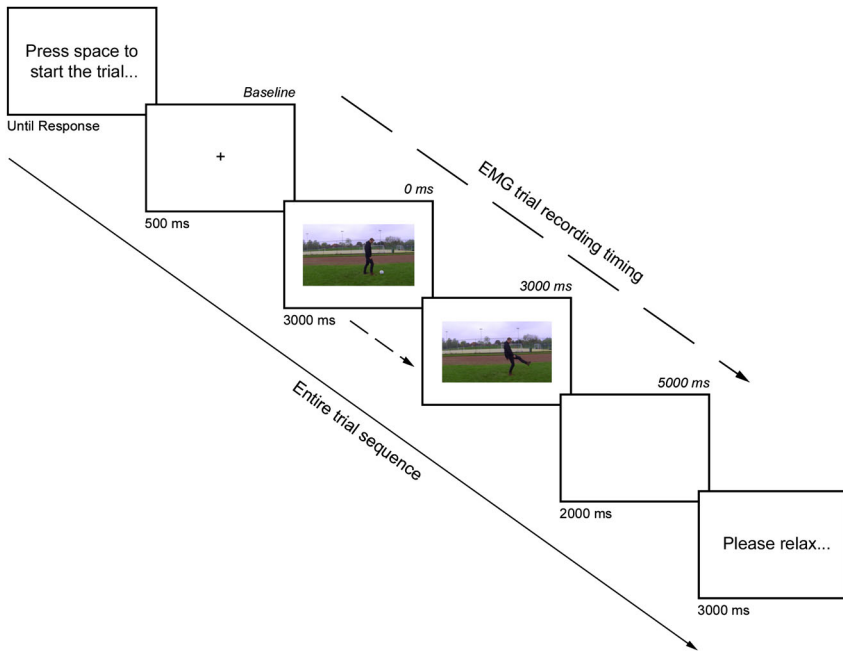 Press space to
start the trial...
Until Response
Baseline
+
500 ms
0 ms
3000 ms
3000 ms
5000 ms
2000 ms
Please relax...
3000 ms
EMG trial recording timing
Entire trial sequence